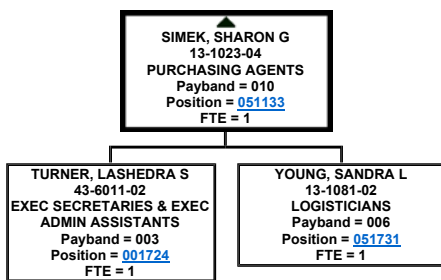 SIMEK, SHARON G
13-1023-04
PURCHASING AGENTS
Payband = 010
Position = 051133
FTE = 1
TURNER, LASHEDRA S
43-6011-02
EXEC SECRETARIES & EXEC
ADMIN ASSISTANTS
Payband = 003
Position = 001724
FTE = 1
YOUNG, SANDRA L
13-1081-02
LOGISTICIANS
Payband = 006
Position = 051731
FTE = 1